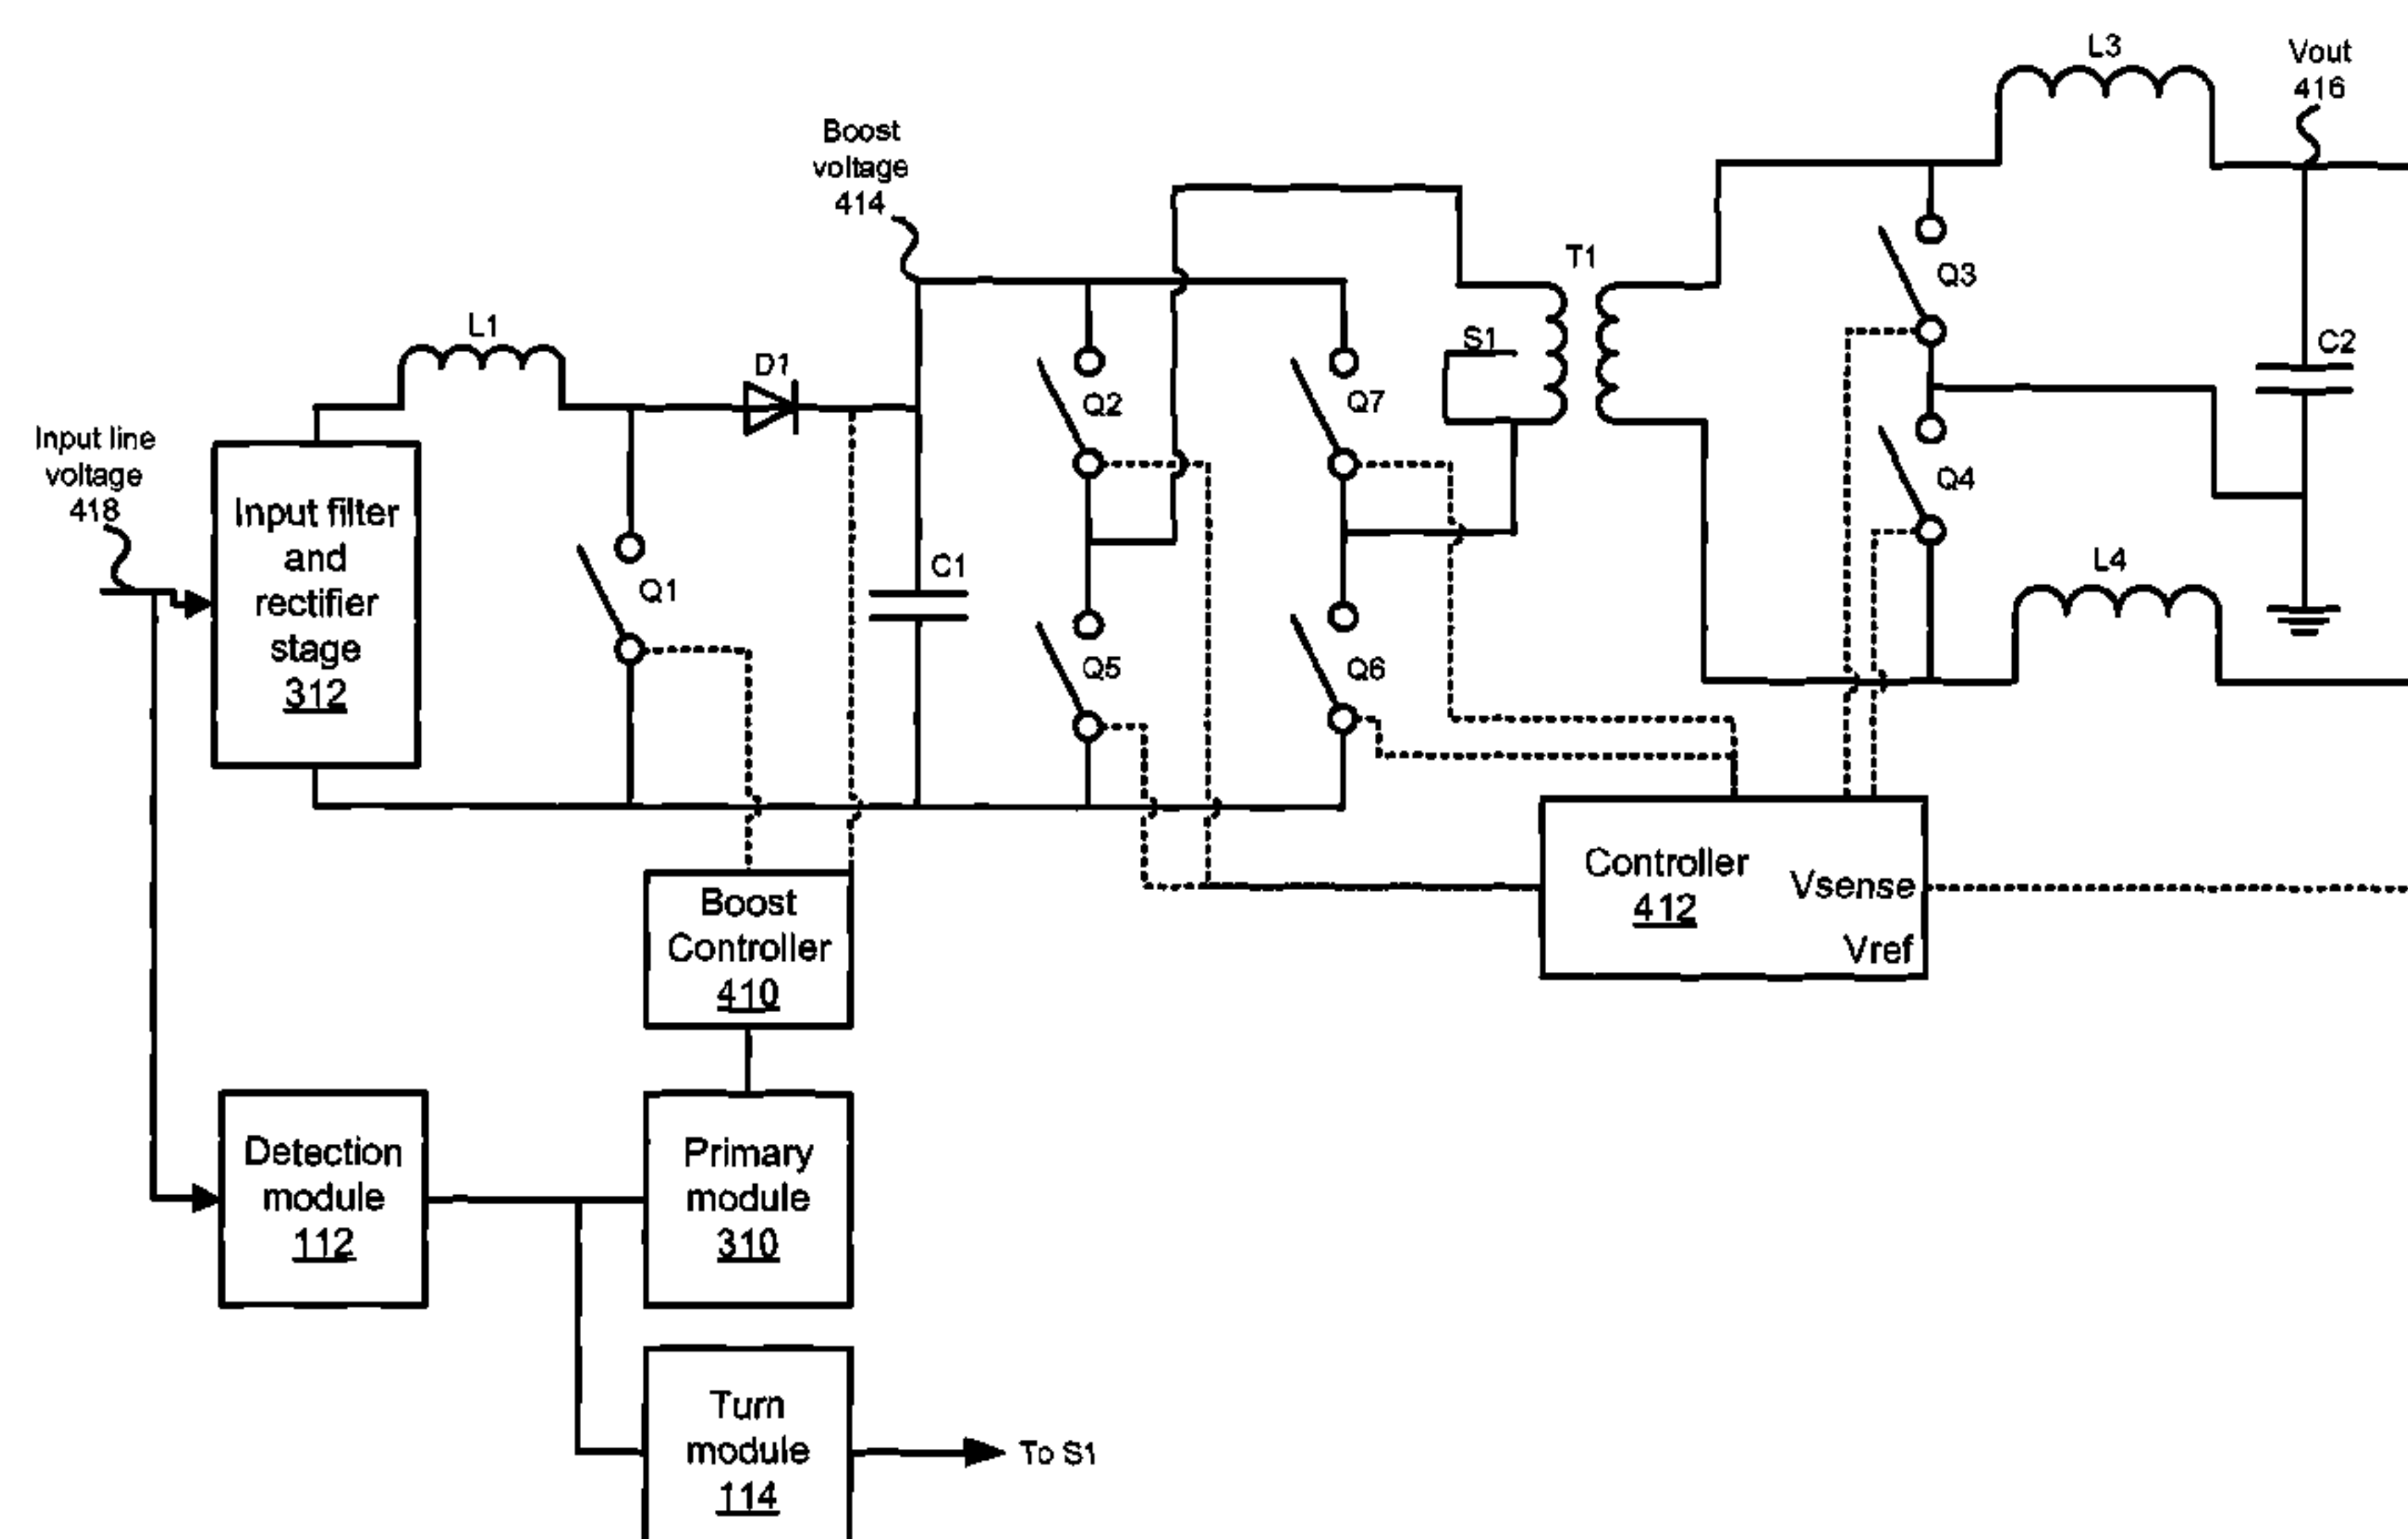 L3
Vout
416
Boost
voltage
414
T1
Q3
L1
D1
S1
C2
Q2
Q7
Input line
voltage
418
Input filter
and
rectifier
stage
312
Q4
Q1
C1
L4
Q5
Q6
Controller
412
Vsense
Vref
Boost
Controller
410
Detection
module
112
Primary
module
310
Turn
module
114
To S1